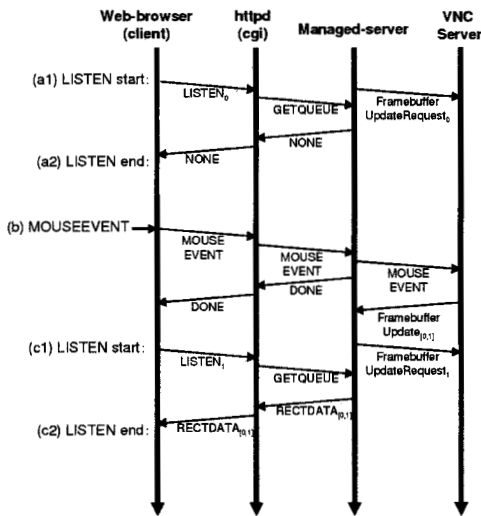 Web-browser
(client)
httpd
(cgi)
Managed-server
VNC
Server
(a1) LISTEN start:
LISTEN₀
GETQUEUE
Framebuffer
UpdateRequest₀
NONE
(a2) LISTEN end:
NONE
(b) MOUSEEVENT
MOUSE
EVENT
MOUSE
EVENT
MOUSE
EVENT
DONE
DONE
Framebuffer
Update[0,1]
(c1) LISTEN start:
LISTEN₁
GETQUEUE
Framebuffer
UpdateRequest₁
RECTDATA[0,1]
(c2) LISTEN end:
RECTDATA[0,1]